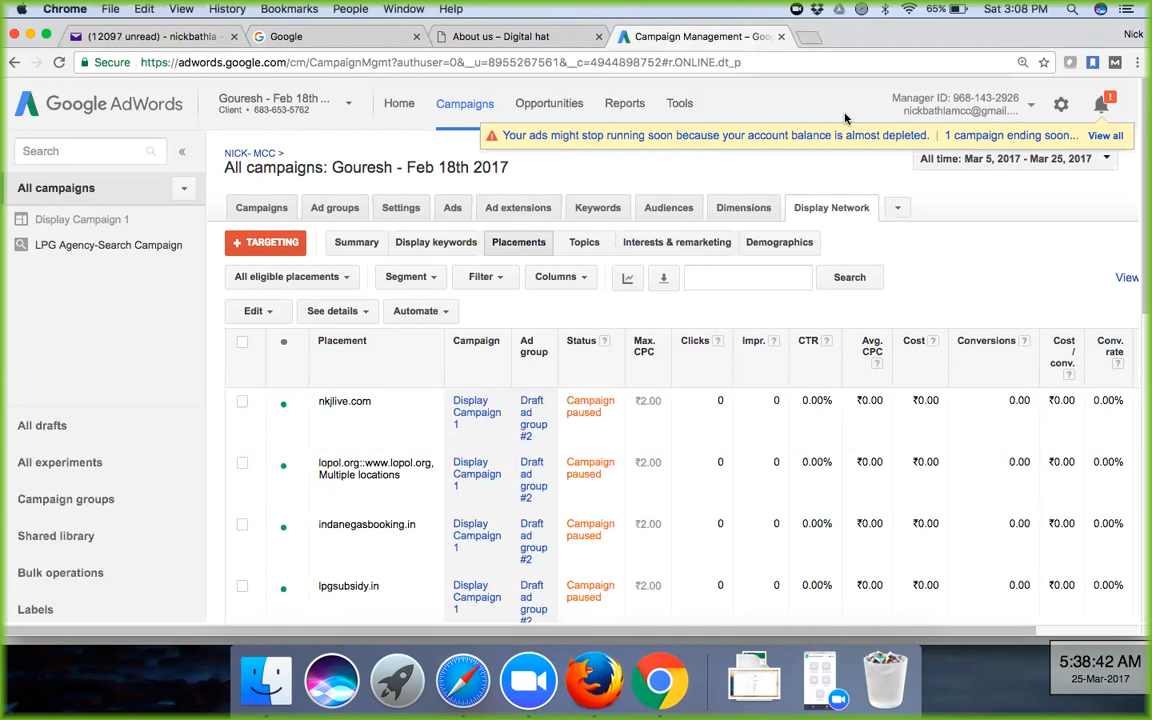 Chrome File Edit View History Bookmarks People Window Help 65% Sat 3:08 PM
(12097 unread) - nickbathla × Google × About us – Digital hat × Campaign Management – Goo × Nick
Secure https://adwords.google.com/cm/CampaignMgmt?authuser=0&__u=8955267561&__c=4944898752#r.ONLINE.dt_p
Google AdWords
Gouresh - Feb 18th ...
Client • 683-653-5762
Home Campaigns Opportunities Reports Tools
Manager ID: 968-143-2926
nickbathlamcc@gmail....
!
Your ads might stop running soon because your account balance is almost depleted. | 1 campaign ending soon... View all
Search «
NICK- MCC >
All campaigns: Gouresh - Feb 18th 2017
All time: Mar 5, 2017 - Mar 25, 2017
All campaigns
Display Campaign 1
LPG Agency-Search Campaign
Campaigns Ad groups Settings Ads Ad extensions Keywords Audiences Dimensions Display Network
+ TARGETING Summary Display keywords Placements Topics Interests & remarketing Demographics
All eligible placements Segment Filter Columns Search View
Edit See details Automate
Placement Campaign Ad group Status ? Max. CPC Clicks ? Impr. ? CTR ? Avg. CPC ? Cost ? Conversions ? Cost / conv. ? Conv. rate ?
nkjlive.com Display Campaign 1 Draft ad group #2 Campaign paused ₹2.00 0 0 0.00% ₹0.00 ₹0.00 0.00 ₹0.00 0.00%
lopol.org::www.lopol.org, Multiple locations Display Campaign 1 Draft ad group #2 Campaign paused ₹2.00 0 0 0.00% ₹0.00 ₹0.00 0.00 ₹0.00 0.00%
indanegasbooking.in Display Campaign 1 Draft ad group #2 Campaign paused ₹2.00 0 0 0.00% ₹0.00 ₹0.00 0.00 ₹0.00 0.00%
lpgsubsidy.in Display Campaign 1 Draft ad group #2 Campaign paused ₹2.00 0 0 0.00% ₹0.00 ₹0.00 0.00 ₹0.00 0.00%
All drafts
All experiments
Campaign groups
Shared library
Bulk operations
Labels
5:38:42 AM
25-Mar-2017